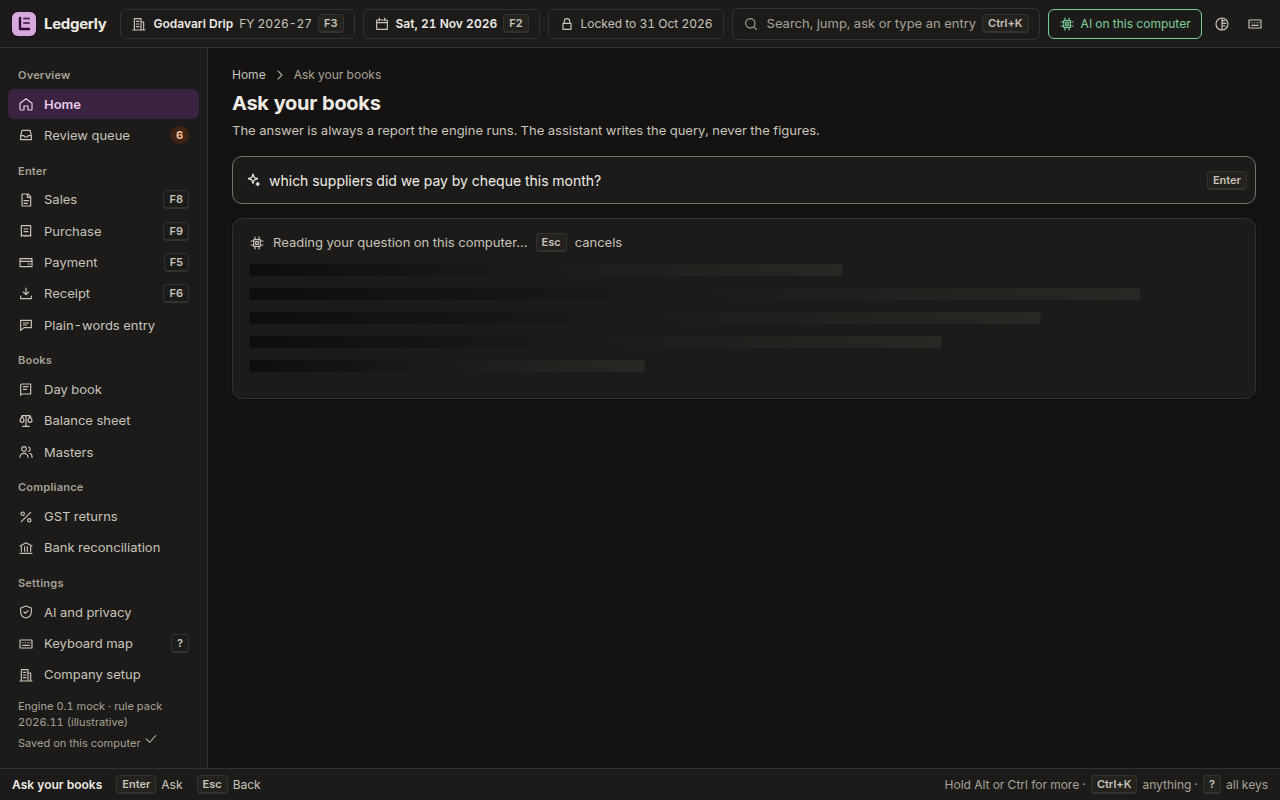 Ledgerly
Godavari Drip FY 2026-27 F3
Sat, 21 Nov 2026 F2
Locked to 31 Oct 2026
Search, jump, ask or type an entry Ctrl+K
AI on this computer
Overview
Home
Review queue 6
Enter
Sales F8
Purchase F9
Payment F5
Receipt F6
Plain-words entry
Books
Day book
Balance sheet
Masters
Compliance
GST returns
Bank reconciliation
Settings
AI and privacy
Keyboard map ?
Company setup
Engine 0.1 mock · rule pack
2026.11 (illustrative)
Saved on this computer
Home > Ask your books
Ask your books
The answer is always a report the engine runs. The assistant writes the query, never the figures.
which suppliers did we pay by cheque this month? Enter
Reading your question on this computer... Esc cancels
Ask your books Enter Ask Esc Back
Hold Alt or Ctrl for more · Ctrl+K anything · ? all keys